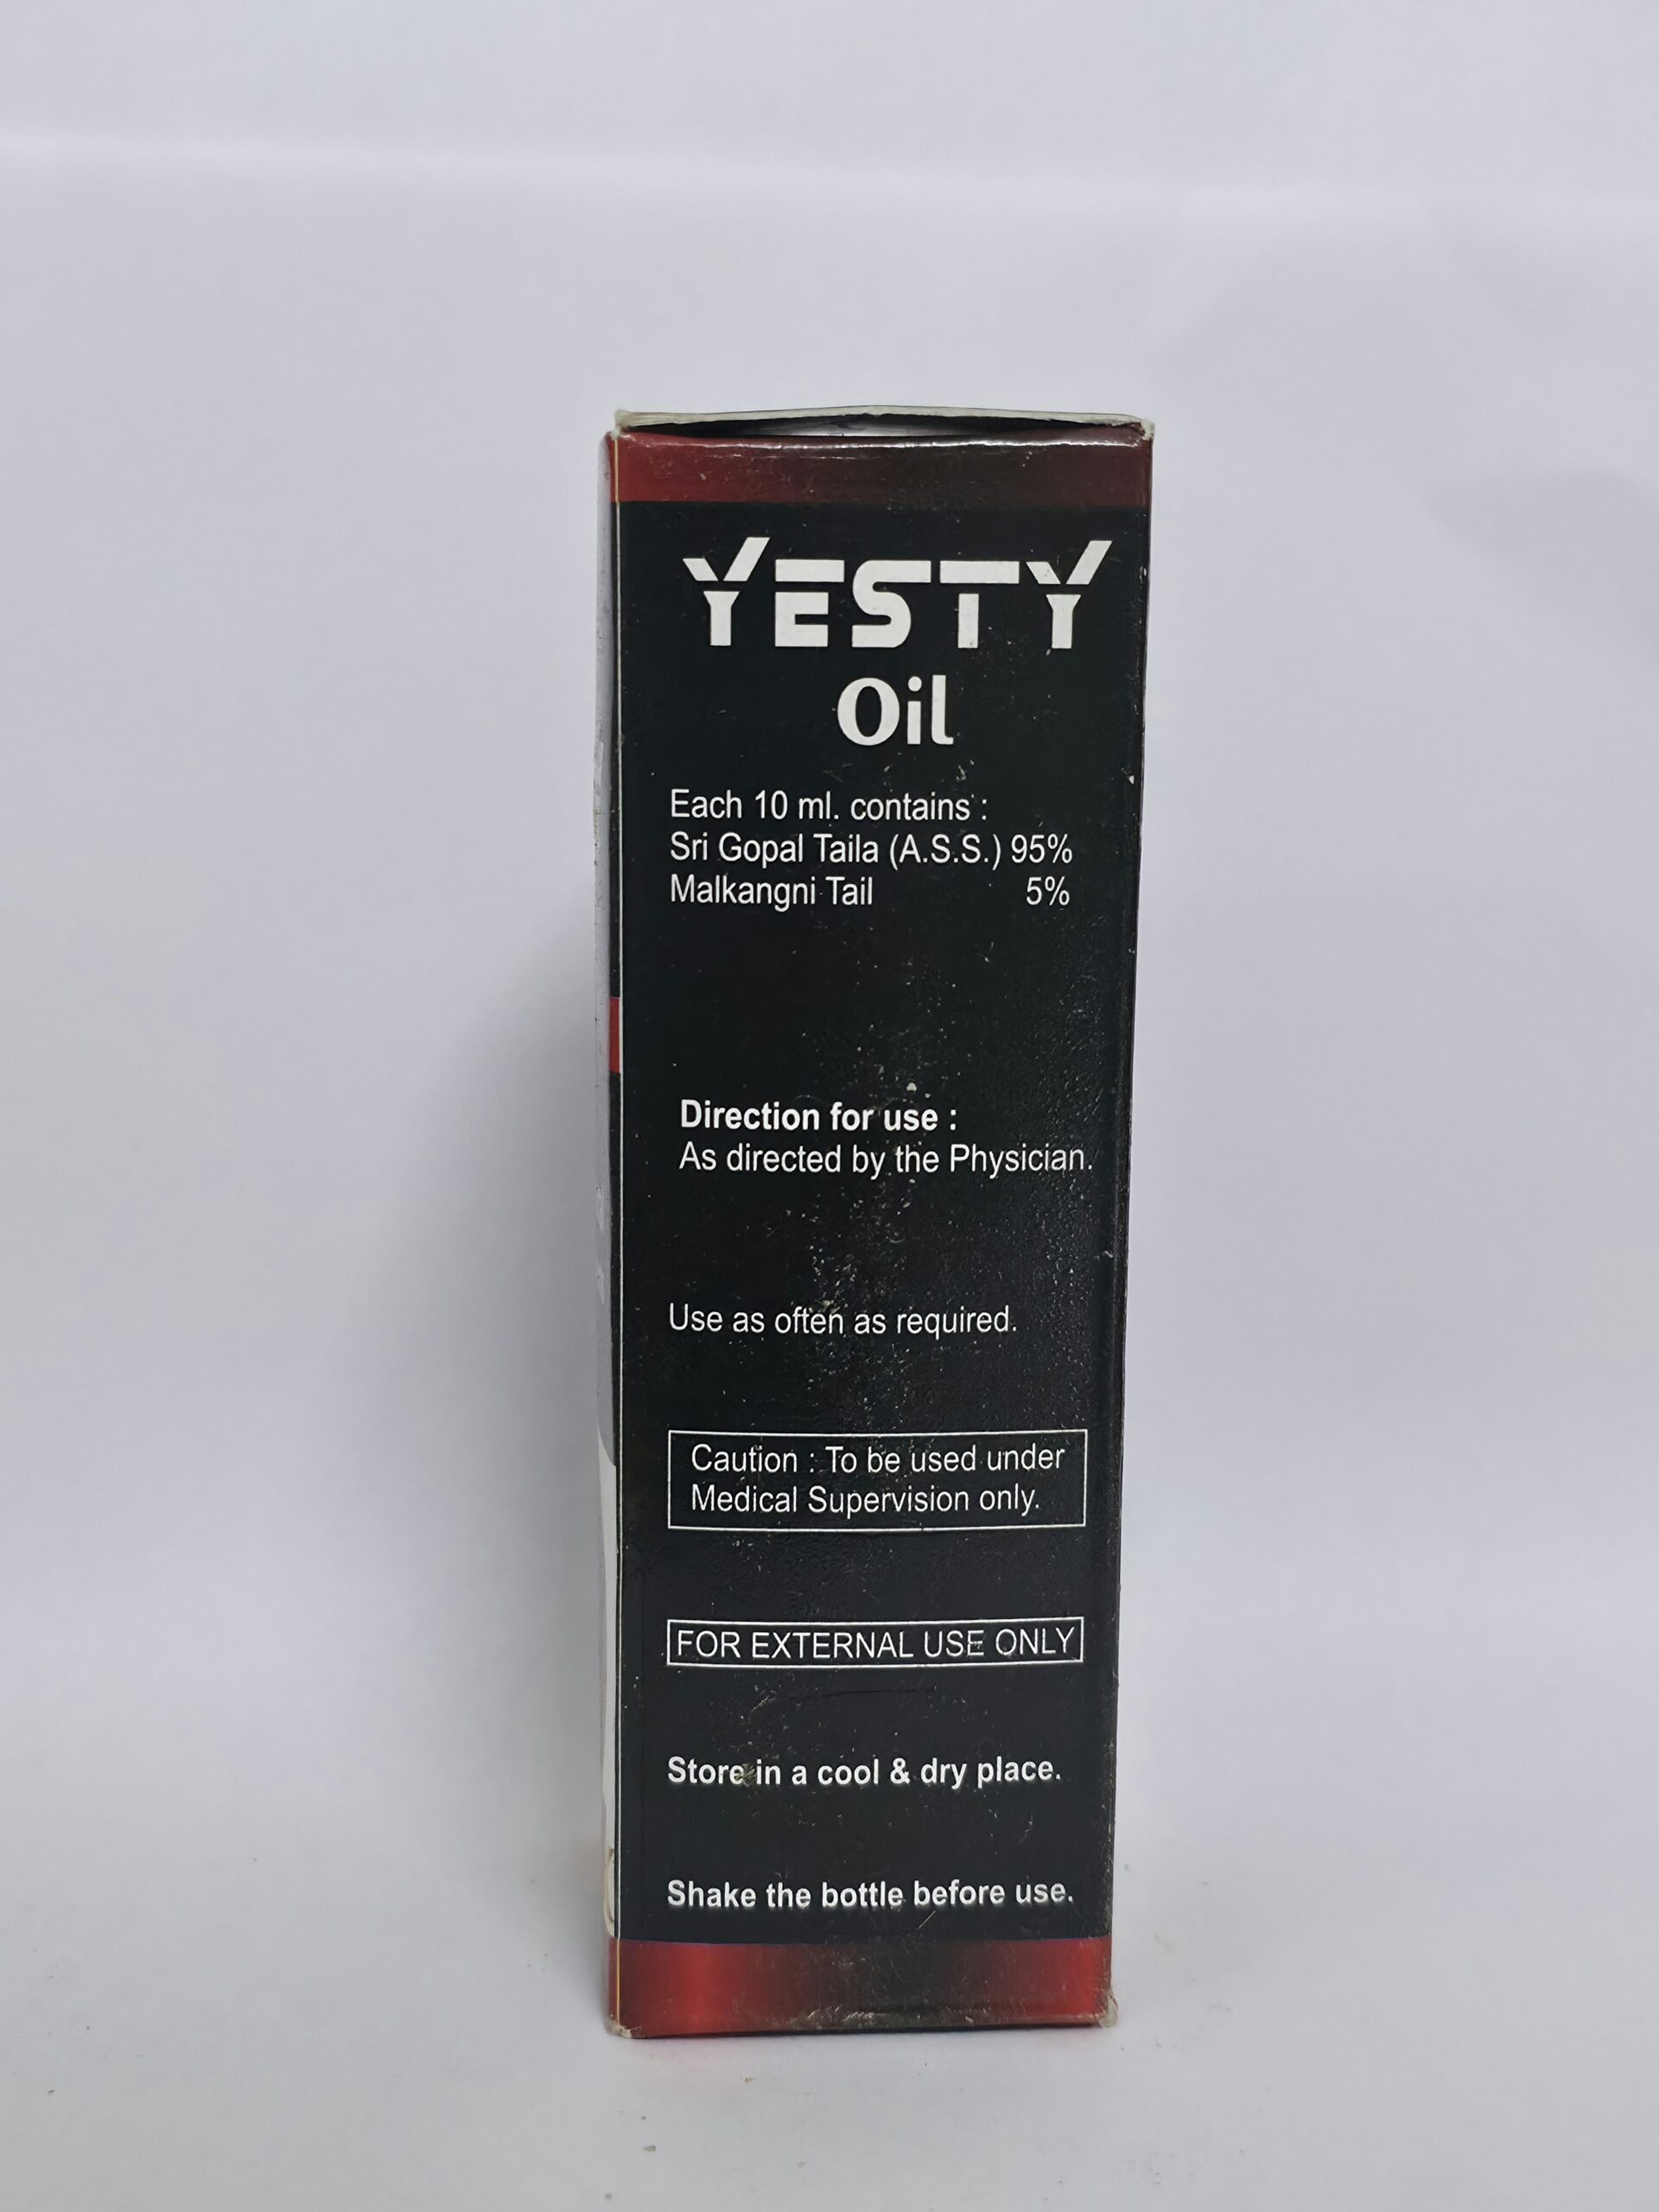 YESTY
Oil
Each 10 ml. contains :
Sri Gopal Taila (A.S.S.) 95%
Malkangni Tail 5%
Direction for use :
As directed by the Physician.
Use as often as required.
Caution : To be used under
Medical Supervision only.
FOR EXTERNAL USE ONLY
Store in a cool & dry place.
Shake the bottle before use.